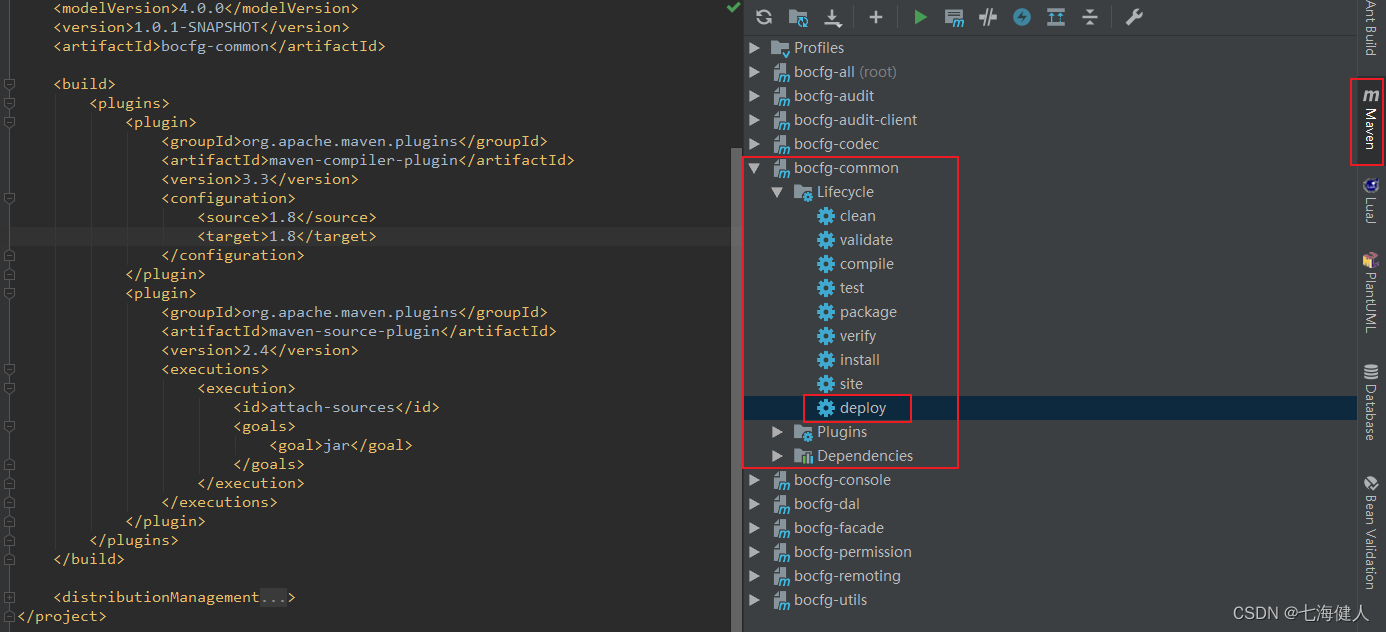 <modelVersion>4.0.0</modelVersion>
<version>1.0.1-SNAPSHOT</version>
<artifactId>bocfg-common</artifactId>
<build>
<plugins>
<plugin>
<groupId>org.apache.maven.plugins</groupId>
<artifactId>maven-compiler-plugin</artifactId>
<version>3.3</version>
<configuration>
<source>1.8</source>
<target>1.8</target>
</configuration>
</plugin>
<plugin>
<groupId>org.apache.maven.plugins</groupId>
<artifactId>maven-source-plugin</artifactId>
<version>2.4</version>
<executions>
<execution>
<id>attach-sources</id>
<goals>
<goal>jar</goal>
</goals>
</execution>
</executions>
</plugin>
</plugins>
</build>
<distributionManagement...>
</project>
Profiles
bocfg-all (root)
bocfg-audit
bocfg-audit-client
bocfg-codec
bocfg-common
Lifecycle
clean
validate
compile
test
package
verify
install
site
deploy
Plugins
Dependencies
bocfg-console
bocfg-dal
bocfg-facade
bocfg-permission
bocfg-remoting
bocfg-utils
Ant Build
Maven
LuaJ
PlantUML
Database
Bean Validation
CSDN @七海健人